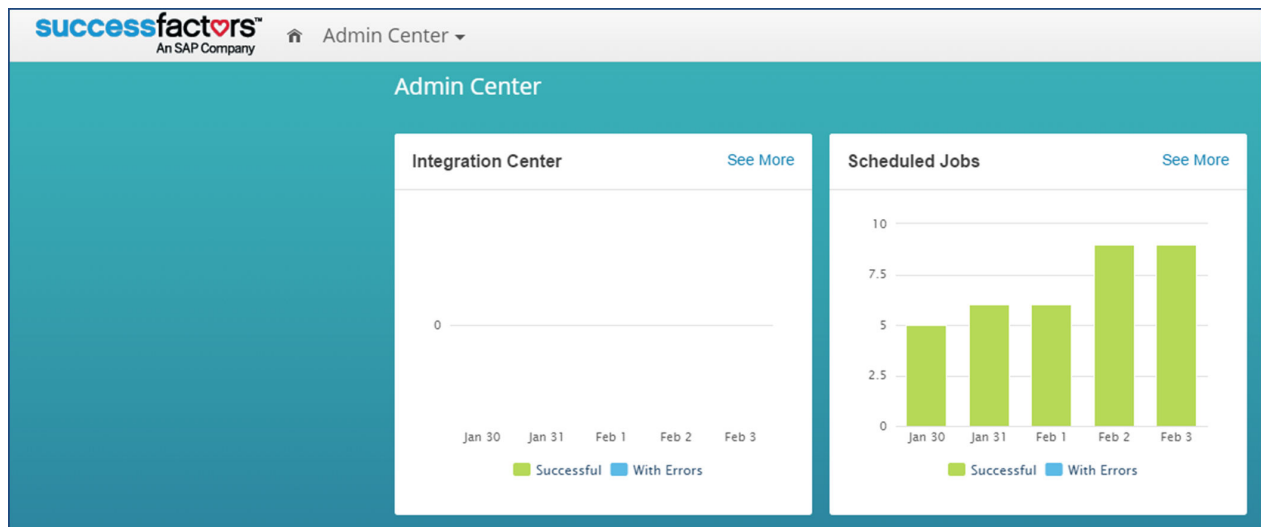 successfactors™
An SAP Company
Admin Center
Admin Center
Integration Center
See More
0
Jan 30 Jan 31 Feb 1 Feb 2 Feb 3
Successful With Errors
Scheduled Jobs
See More
10
7.5
5
2.5
0
Jan 30 Jan 31 Feb 1 Feb 2 Feb 3
Successful With Errors